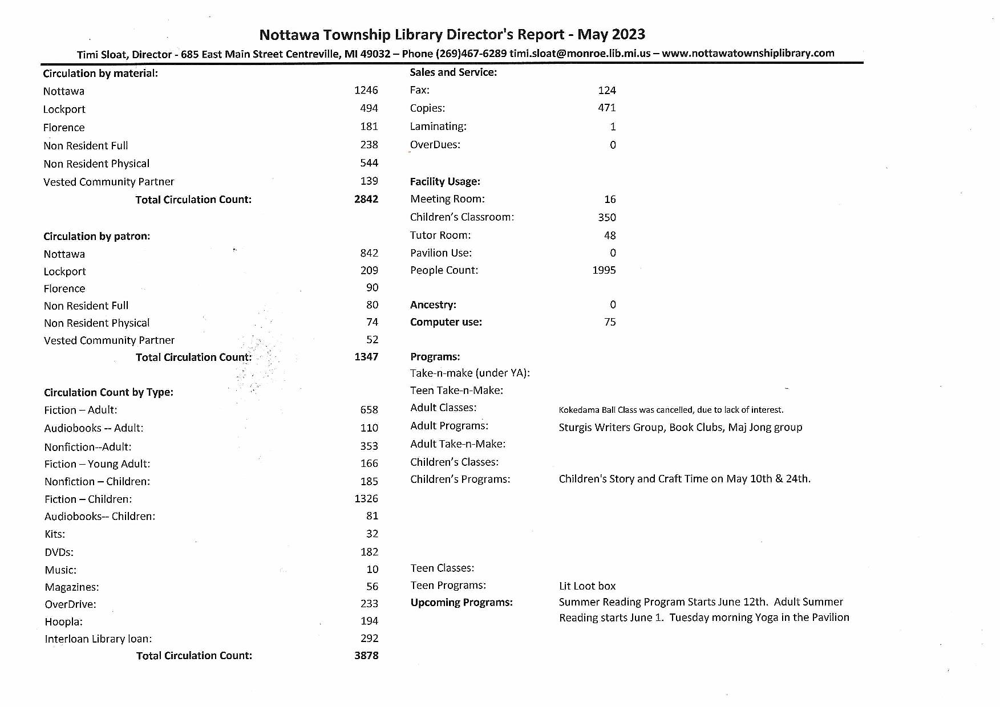 Nottawa Township Library Director's Report - May 2023
Timi Sloat, Director - 685 East Main Street Centreville, MI 49032 – Phone (269)467-6289 timi.sloat@monroe.lib.mi.us – www.nottawatownshiplibrary.com
Circulation by material:
Nottawa 1246
Lockport 494
Florence 181
Non Resident Full 238
Non Resident Physical 544
Vested Community Partner 139
Total Circulation Count: 2842
Circulation by patron:
Nottawa 842
Lockport 209
Florence 90
Non Resident Full 80
Non Resident Physical 74
Vested Community Partner 52
Total Circulation Count: 1347
Circulation Count by Type:
Fiction – Adult: 658
Audiobooks -- Adult: 110
Nonfiction--Adult: 353
Fiction – Young Adult: 166
Nonfiction – Children: 185
Fiction – Children: 1326
Audiobooks-- Children: 81
Kits: 32
DVDs: 182
Music: 10
Magazines: 56
OverDrive: 233
Hoopla: 194
Interloan Library loan: 292
Total Circulation Count: 3878
Sales and Service:
Fax: 124
Copies: 471
Laminating: 1
OverDues: 0
Facility Usage:
Meeting Room: 16
Children's Classroom: 350
Tutor Room: 48
Pavilion Use: 0
People Count: 1995
Ancestry: 0
Computer use: 75
Programs:
Take-n-make (under YA):
Teen Take-n-Make:
Adult Classes: Kokedama Ball Class was cancelled, due to lack of interest.
Adult Programs: Sturgis Writers Group, Book Clubs, Maj Jong group
Adult Take-n-Make:
Children's Classes:
Children's Programs: Children's Story and Craft Time on May 10th & 24th.
Teen Classes:
Teen Programs: Lit Loot box
Upcoming Programs: Summer Reading Program Starts June 12th. Adult Summer
Reading starts June 1. Tuesday morning Yoga in the Pavilion